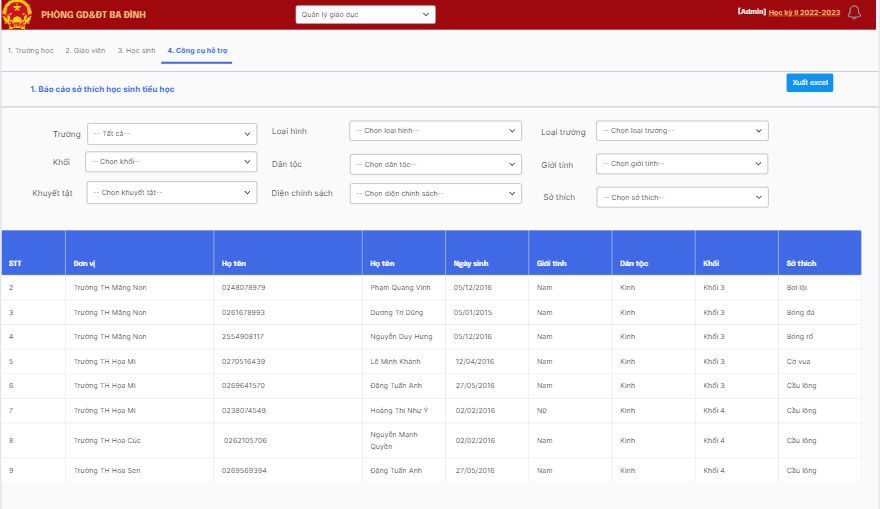 PHÒNG GD&ĐT BA ĐÌNH
Quản lý giáo dục
[Admin] Học kỳ II 2022-2023
1. Trường học 2. Giáo viên 3. Học sinh 4. Công cụ hỗ trợ
1. Báo cáo sở thích học sinh tiểu học
Xuất excel
Trường -- Tất cả-- Loại hình -- Chọn loại hình-- Loại trường -- Chọn loại trường--
Khối -- Chọn khối-- Dân tộc -- Chọn dân tộc-- Giới tính -- Chọn giới tính--
Khuyết tật -- Chọn khuyết tật-- Diện chính sách -- Chọn diện chính sách-- Sở thích -- Chọn sở thích--
STT Đơn vị Họ tên Họ tên Ngày sinh Giới tính Dân tộc Khối Sở thích
2 Trường TH Măng Non 0248078979 Phạm Quang Vinh 05/12/2016 Nam Kinh Khối 3 Bơi lội
3 Trường TH Măng Non 0261678993 Dương Trí Dũng 05/01/2015 Nam Kinh Khối 3 Bóng đá
4 Trường TH Măng Non 2554908117 Nguyễn Duy Hưng 05/12/2016 Nam Kinh Khối 3 Bóng rổ
5 Trường TH Họa Mi 0270516439 Lê Minh Khánh 12/04/2016 Nam Kinh Khối 3 Cờ vua
6 Trường TH Họa Mi 0269641570 Đặng Tuấn Anh 27/05/2016 Nam Kinh Khối 3 Cầu lông
7 Trường TH Họa Mi 0238074549 Hoàng Thị Như Ý 02/02/2016 Nữ Kinh Khối 4 Cầu lông
8 Trường TH Hoa Cúc 0262105706 Nguyễn Mạnh Quyền 02/02/2016 Nam Kinh Khối 4 Cầu lông
9 Trường TH Hoa Sen 0269569394 Đặng Tuấn Anh 27/05/2016 Nam Kinh Khối 4 Cầu lông